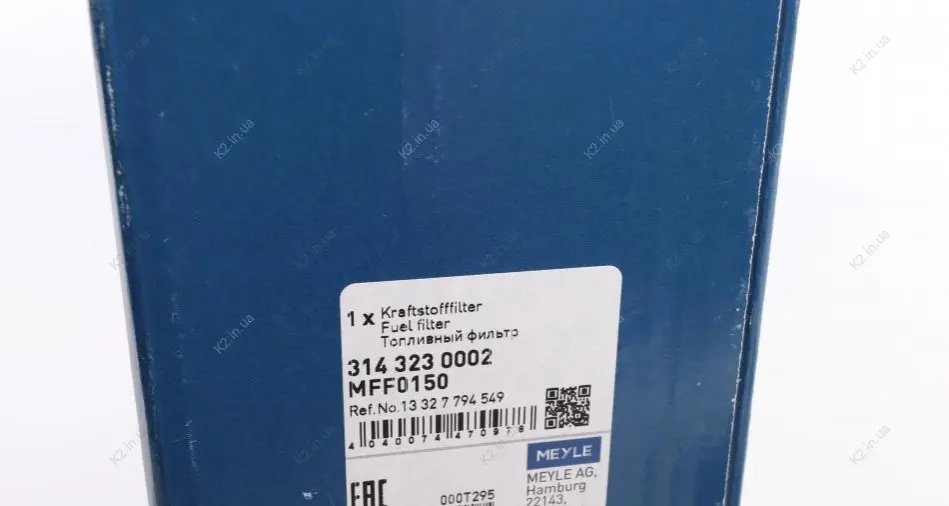 1 x Kraftstofffilter
Fuel filter
Топливный фильтр
314 323 0002
MFF0150
Ref.No.13 32 7 794 549
4 040074 470978
MEYLE
EAC
000T295
MEYLE AG,
Hamburg
22143,
K2.in.ua